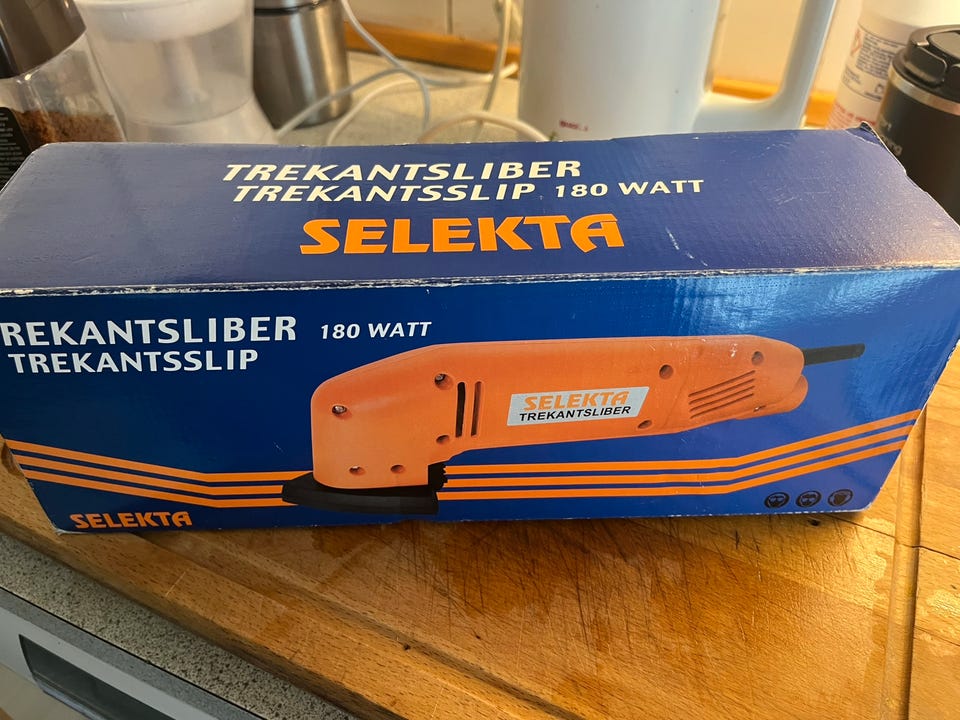 TREKANTSLIBER
TREKANTSSLIP 180 WATT
SELEKTA
REKANTSLIBER 180 WATT
TREKANTSSLIP
SELEKTA
TREKANTSLIBER
SELEKTA